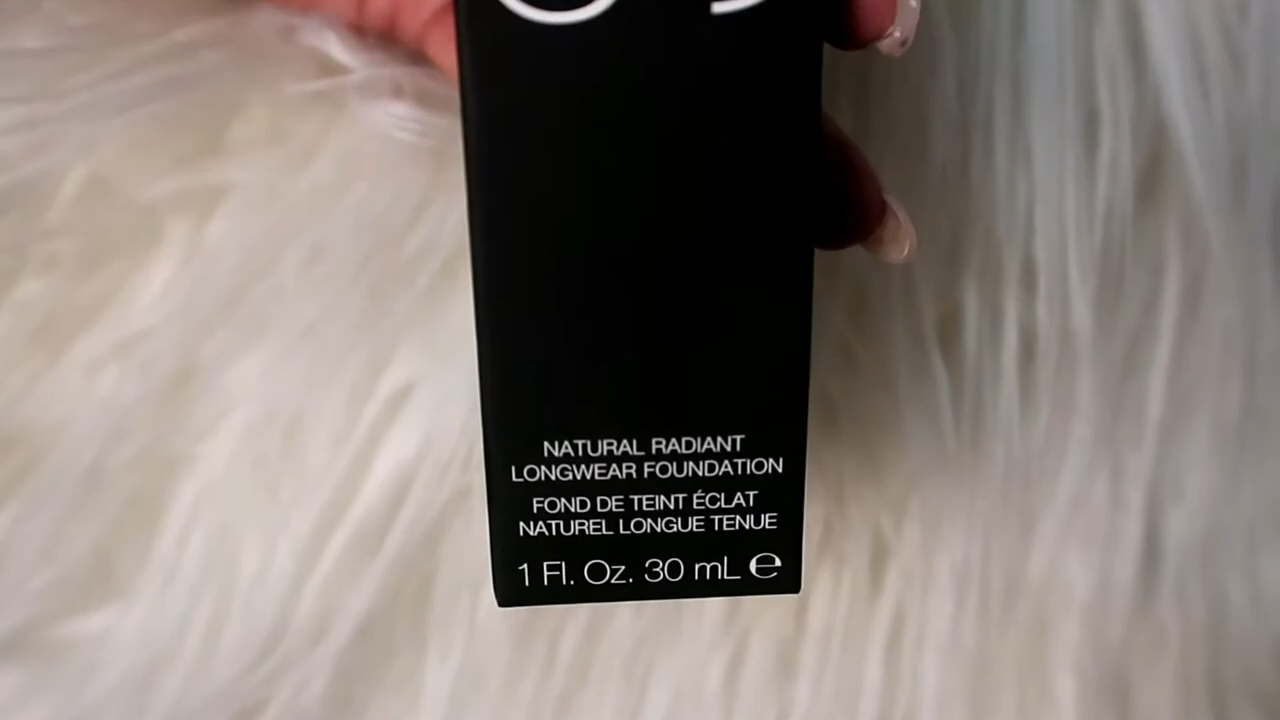 NATURAL RADIANT
LONGWEAR FOUNDATION
FOND DE TEINT ÉCLAT
NATUREL LONGUE TENUE
1 Fl. Oz. 30 mL ℮